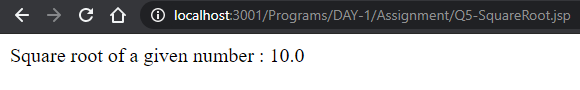 localhost:3001/Programs/DAY-1/Assignment/Q5-SquareRoot.jsp
Square root of a given number : 10.0